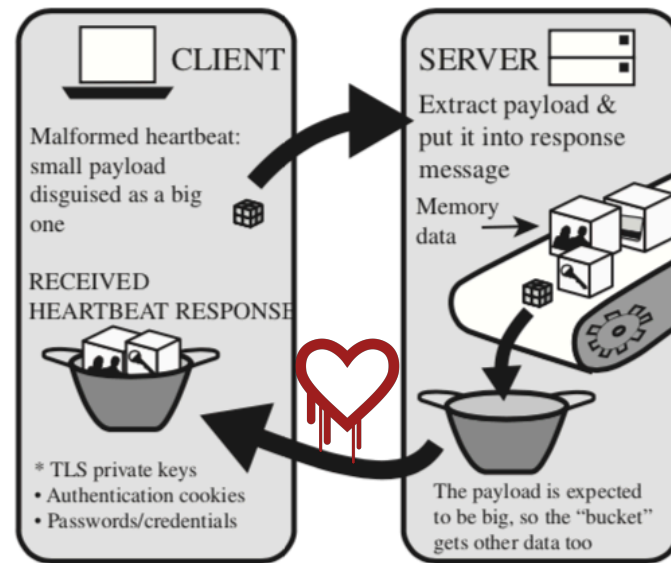 CLIENT
Malformed heartbeat:
small payload
disguised as a big
one
RECEIVED
HEARTBEAT RESPONSE
* TLS private keys
• Authentication cookies
• Passwords/credentials
SERVER
Extract payload &
put it into response
message
Memory
data
The payload is expected
to be big, so the “bucket”
gets other data too